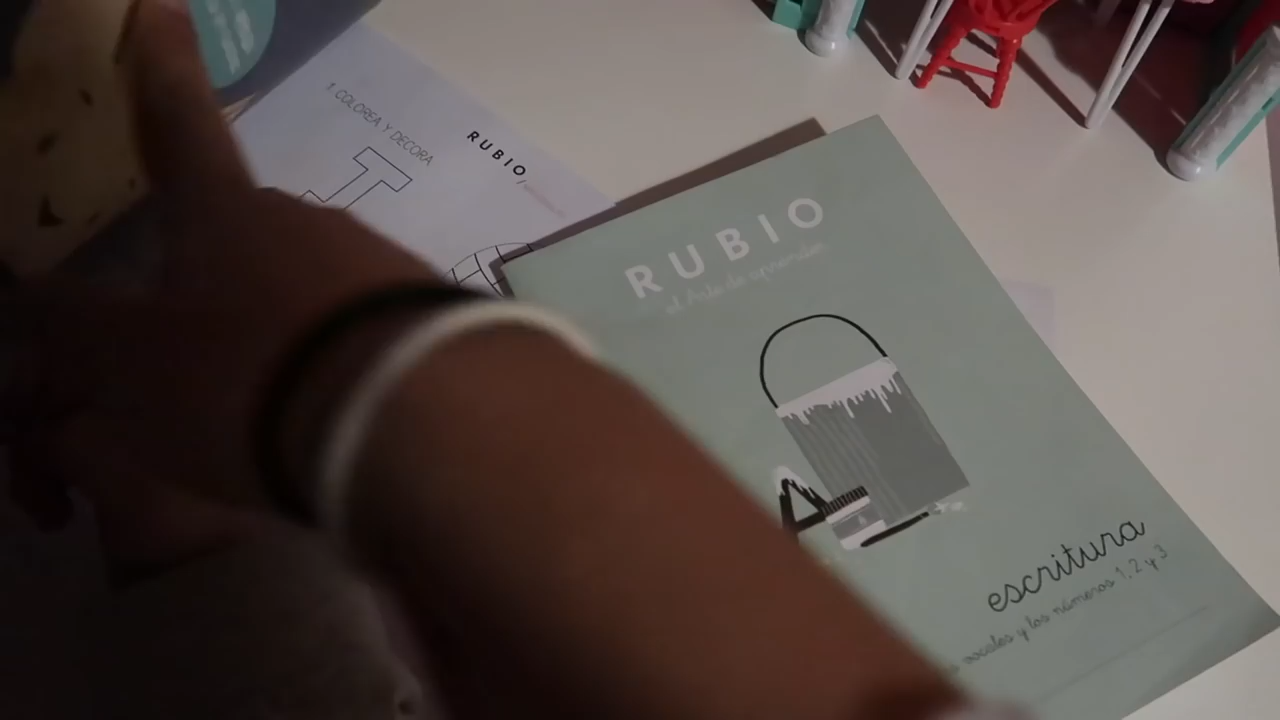 1. COLOREA Y DECORA
RUBIO
RUBIO
el Arte de aprender
escritura
vocales y los números 1, 2 y 3